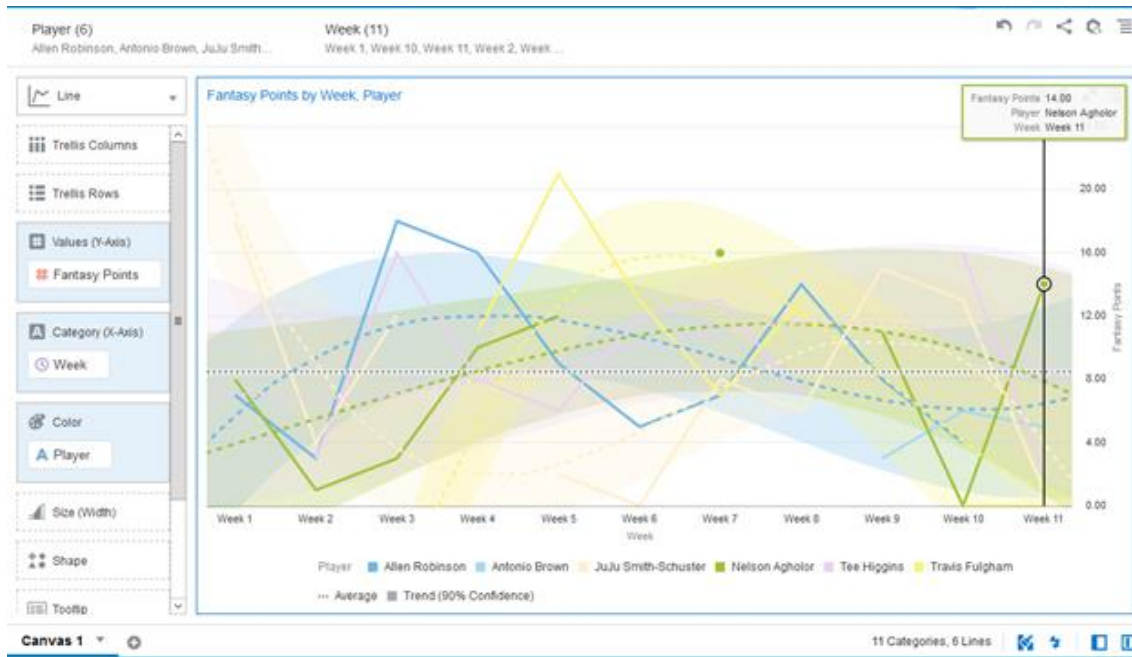 Player (6)
Allen Robinson, Antonio Brown, JuJu Smith...
Week (11)
Week 1, Week 10, Week 11, Week 2, Week ...
Line
Trellis Columns
Trellis Rows
Values (Y-Axis)
# Fantasy Points
Category (X-Axis)
Week
Color
A Player
Size (Width)
Shape
Tooltip
Fantasy Points by Week, Player
Fantasy Points 14.00
Player Nelson Agholor
Week Week 11
20.00
16.00
12.00
8.00
4.00
0.00
Fantasy Points
Week 1 Week 2 Week 3 Week 4 Week 5 Week 6 Week 7 Week 8 Week 9 Week 10 Week 11
Week
Player Allen Robinson Antonio Brown JuJu Smith-Schuster Nelson Agholor Tee Higgins Travis Fulgham
Average Trend (90% Confidence)
Canvas 1
11 Categories, 6 Lines